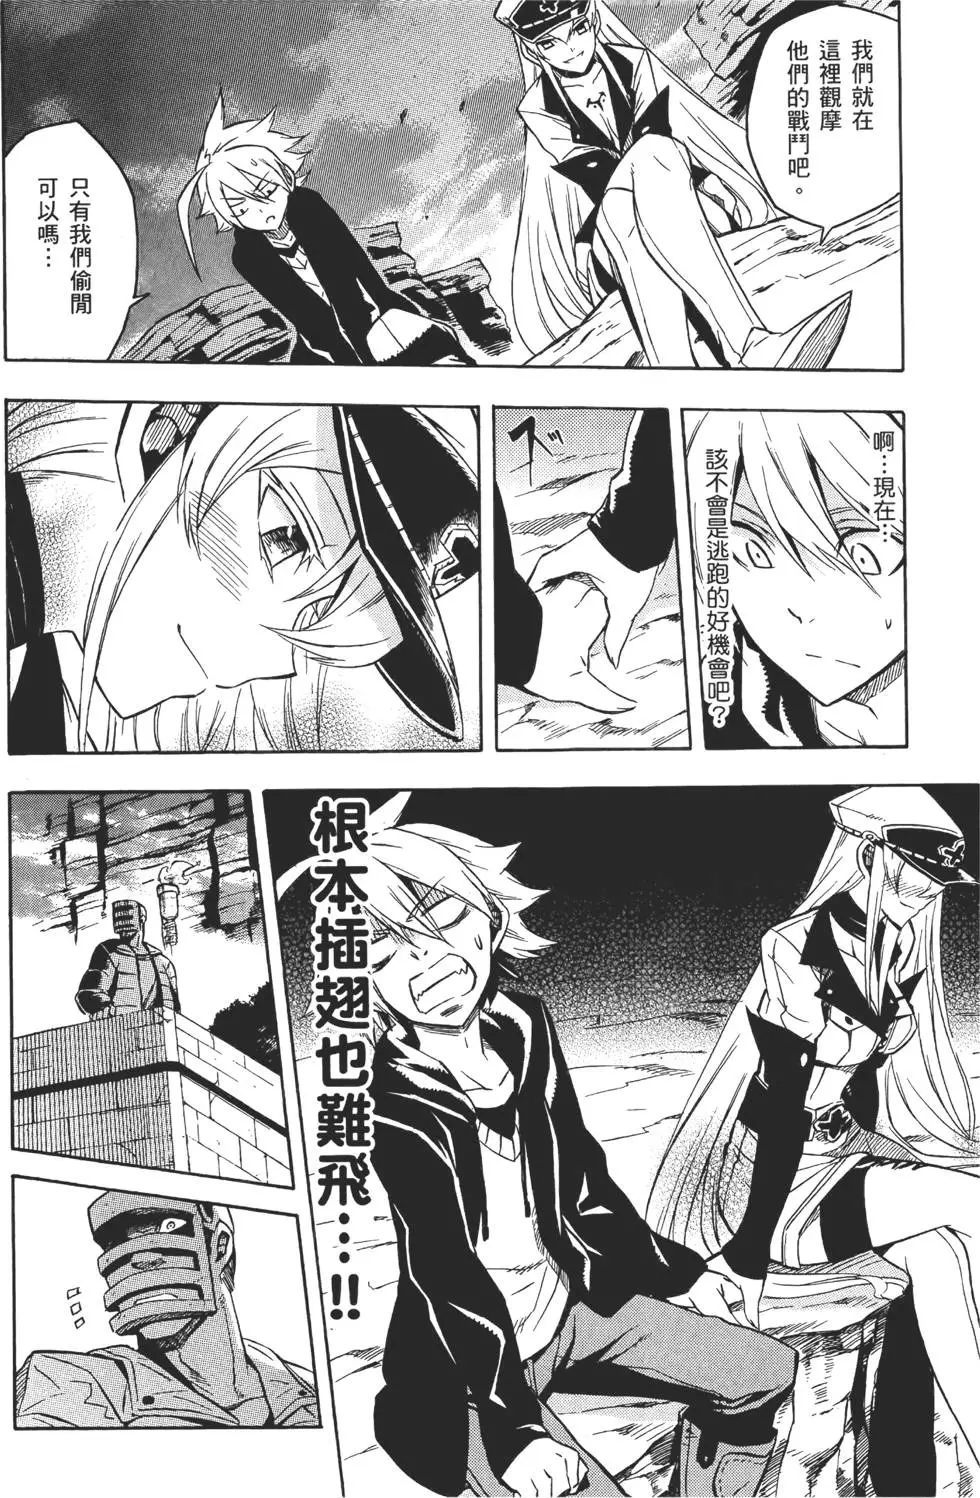 我們就在
這裡觀摩
他們的戰鬥吧。
只有我們偷閒
可以嗎…
啊…現在…
該不會是逃跑的好機會吧？
ズッ
根本插翅也難飛…!!